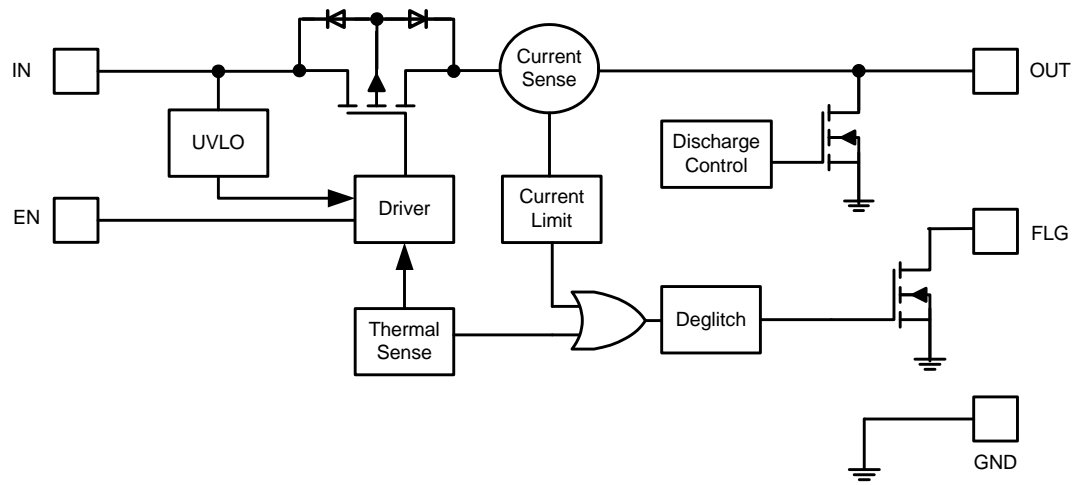 IN
Current
Sense
OUT
UVLO
Discharge
Control
EN
Driver
Current
Limit
FLG
Thermal
Sense
Deglitch
GND